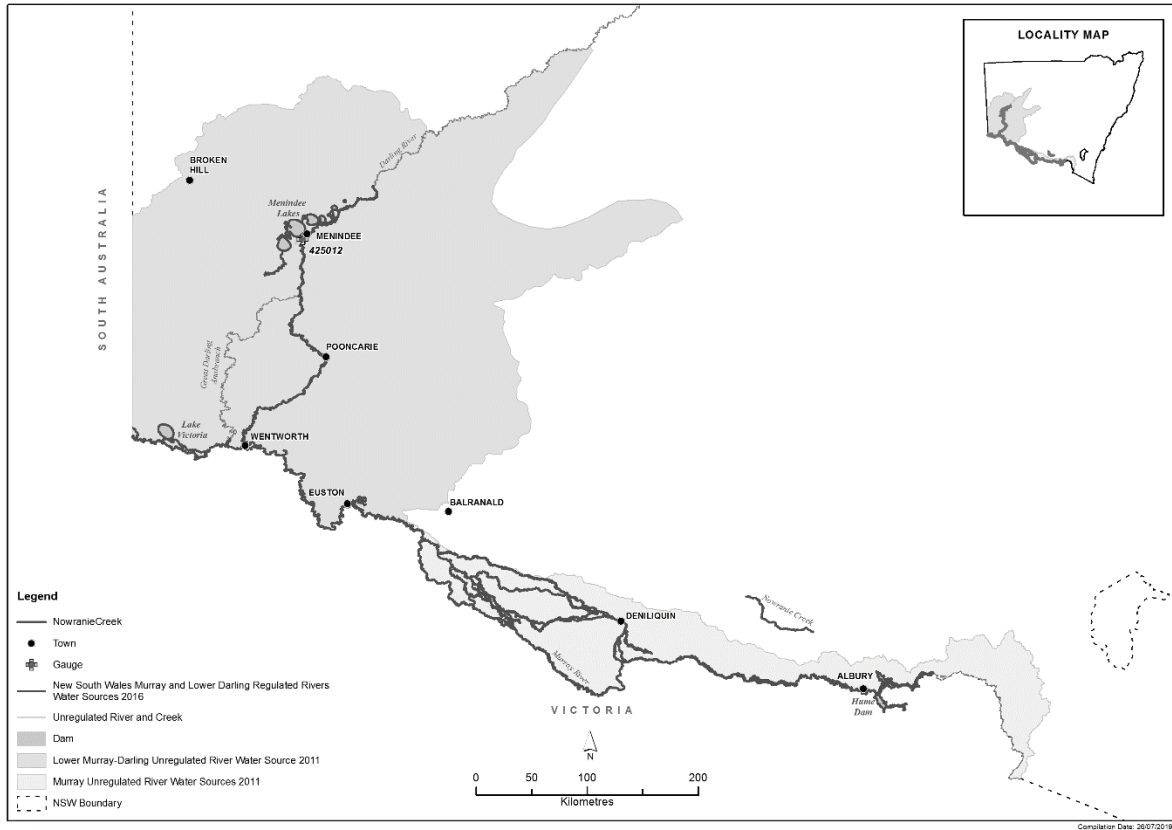 LOCALITY MAP
SOUTH AUSTRALIA
BROKEN
HILL
Darling River
Menindee
Lakes
MENINDEE
425012
Great Darling
Anabranch
POONCARIE
Lake
Victoria
WENTWORTH
EUSTON
BALRANALD
Nowranie Creek
DENILIQUIN
Murray River
ALBURY
Hume
Dam
VICTORIA
N
0 50 100 200
Kilometres
Legend
NowranieCreek
Town
Gauge
New South Wales Murray and Lower Darling Regulated Rivers
Water Sources 2016
Unregulated River and Creek
Dam
Lower Murray-Darling Unregulated River Water Source 2011
Murray Unregulated River Water Sources 2011
NSW Boundary
Compilation Date: 26/07/2019